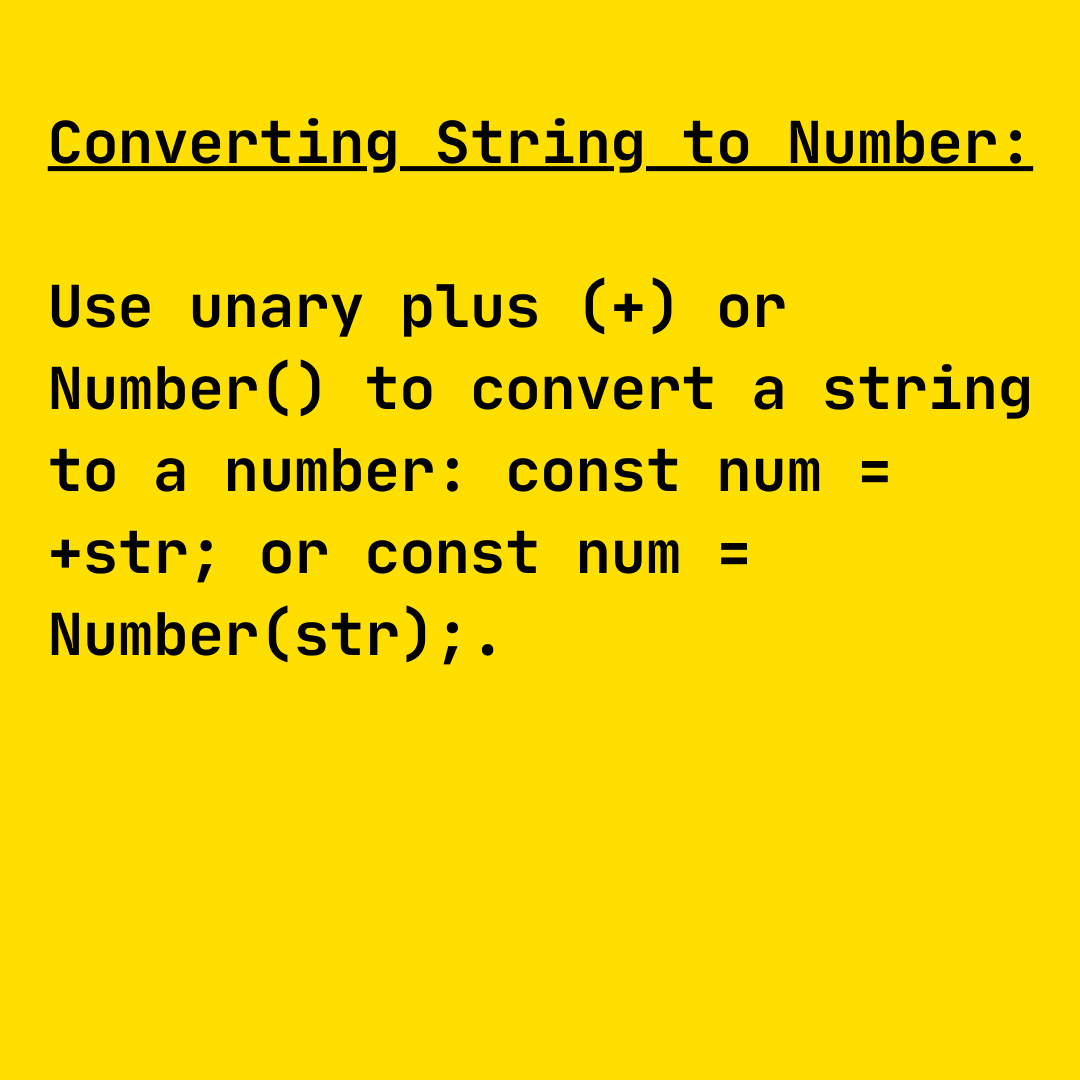 Converting String to Number:
Use unary plus (+) or
Number() to convert a string
to a number: const num =
+str; or const num =
Number(str);.